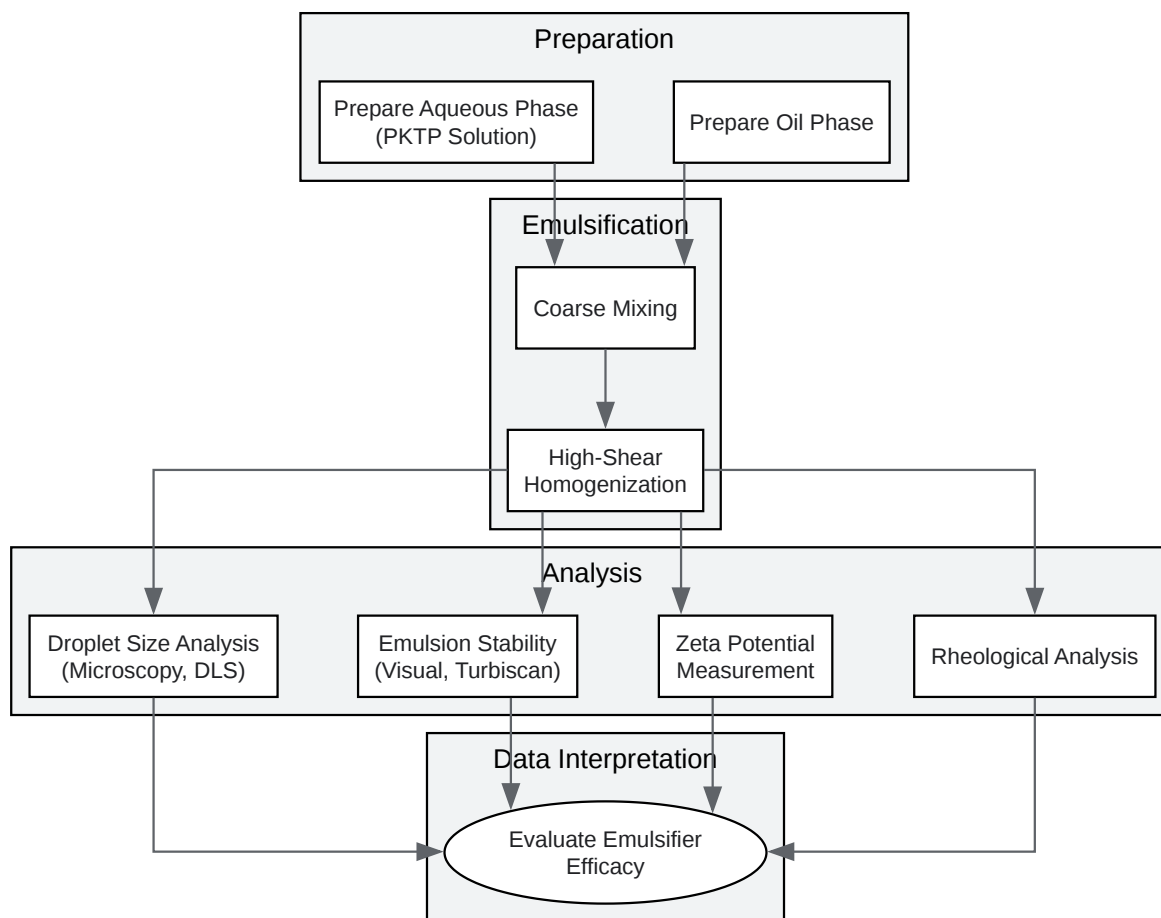 Preparation
Prepare Aqueous Phase
(PKTP Solution)
Prepare Oil Phase
Emulsification
Coarse Mixing
High-Shear
Homogenization
Analysis
Droplet Size Analysis
(Microscopy, DLS)
Emulsion Stability
(Visual, Turbiscan)
Zeta Potential
Measurement
Rheological Analysis
Data Interpretation
Evaluate Emulsifier
Efficacy